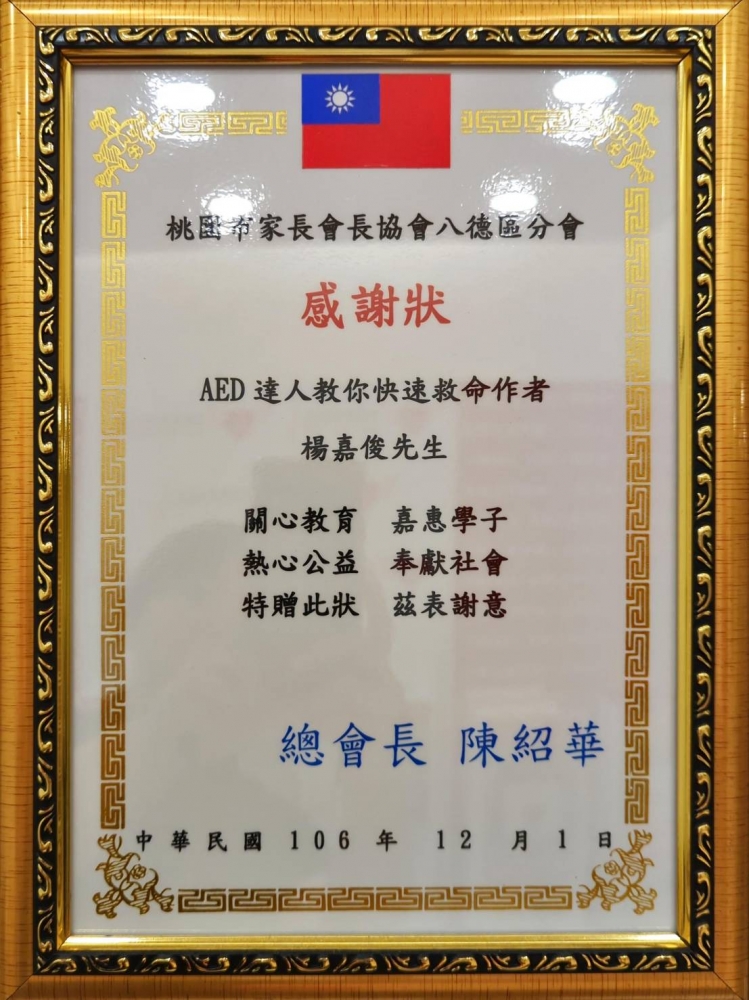 桃園市家長會長協會八德區分會
感謝狀
AED 達人教你快速救命作者
楊嘉俊先生
關心教育　嘉惠學子
熱心公益　奉獻社會
特贈此狀　茲表謝意
總會長 陳紹華
中華民國 106 年 12 月 1 日